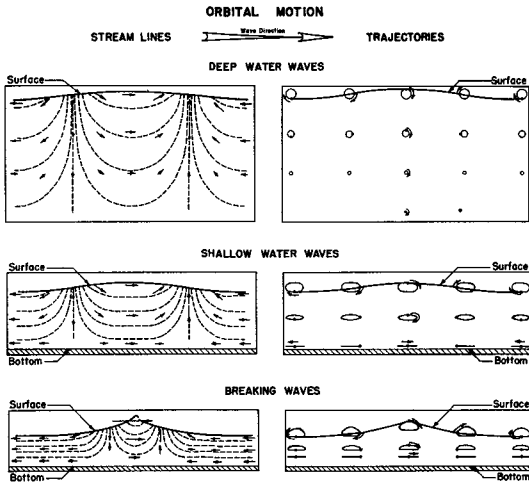 ORBITAL MOTION
STREAM LINES Wave Direction TRAJECTORIES
DEEP WATER WAVES
Surface Surface
SHALLOW WATER WAVES
Surface Surface
Bottom Bottom
BREAKING WAVES
Surface Surface
Bottom Bottom